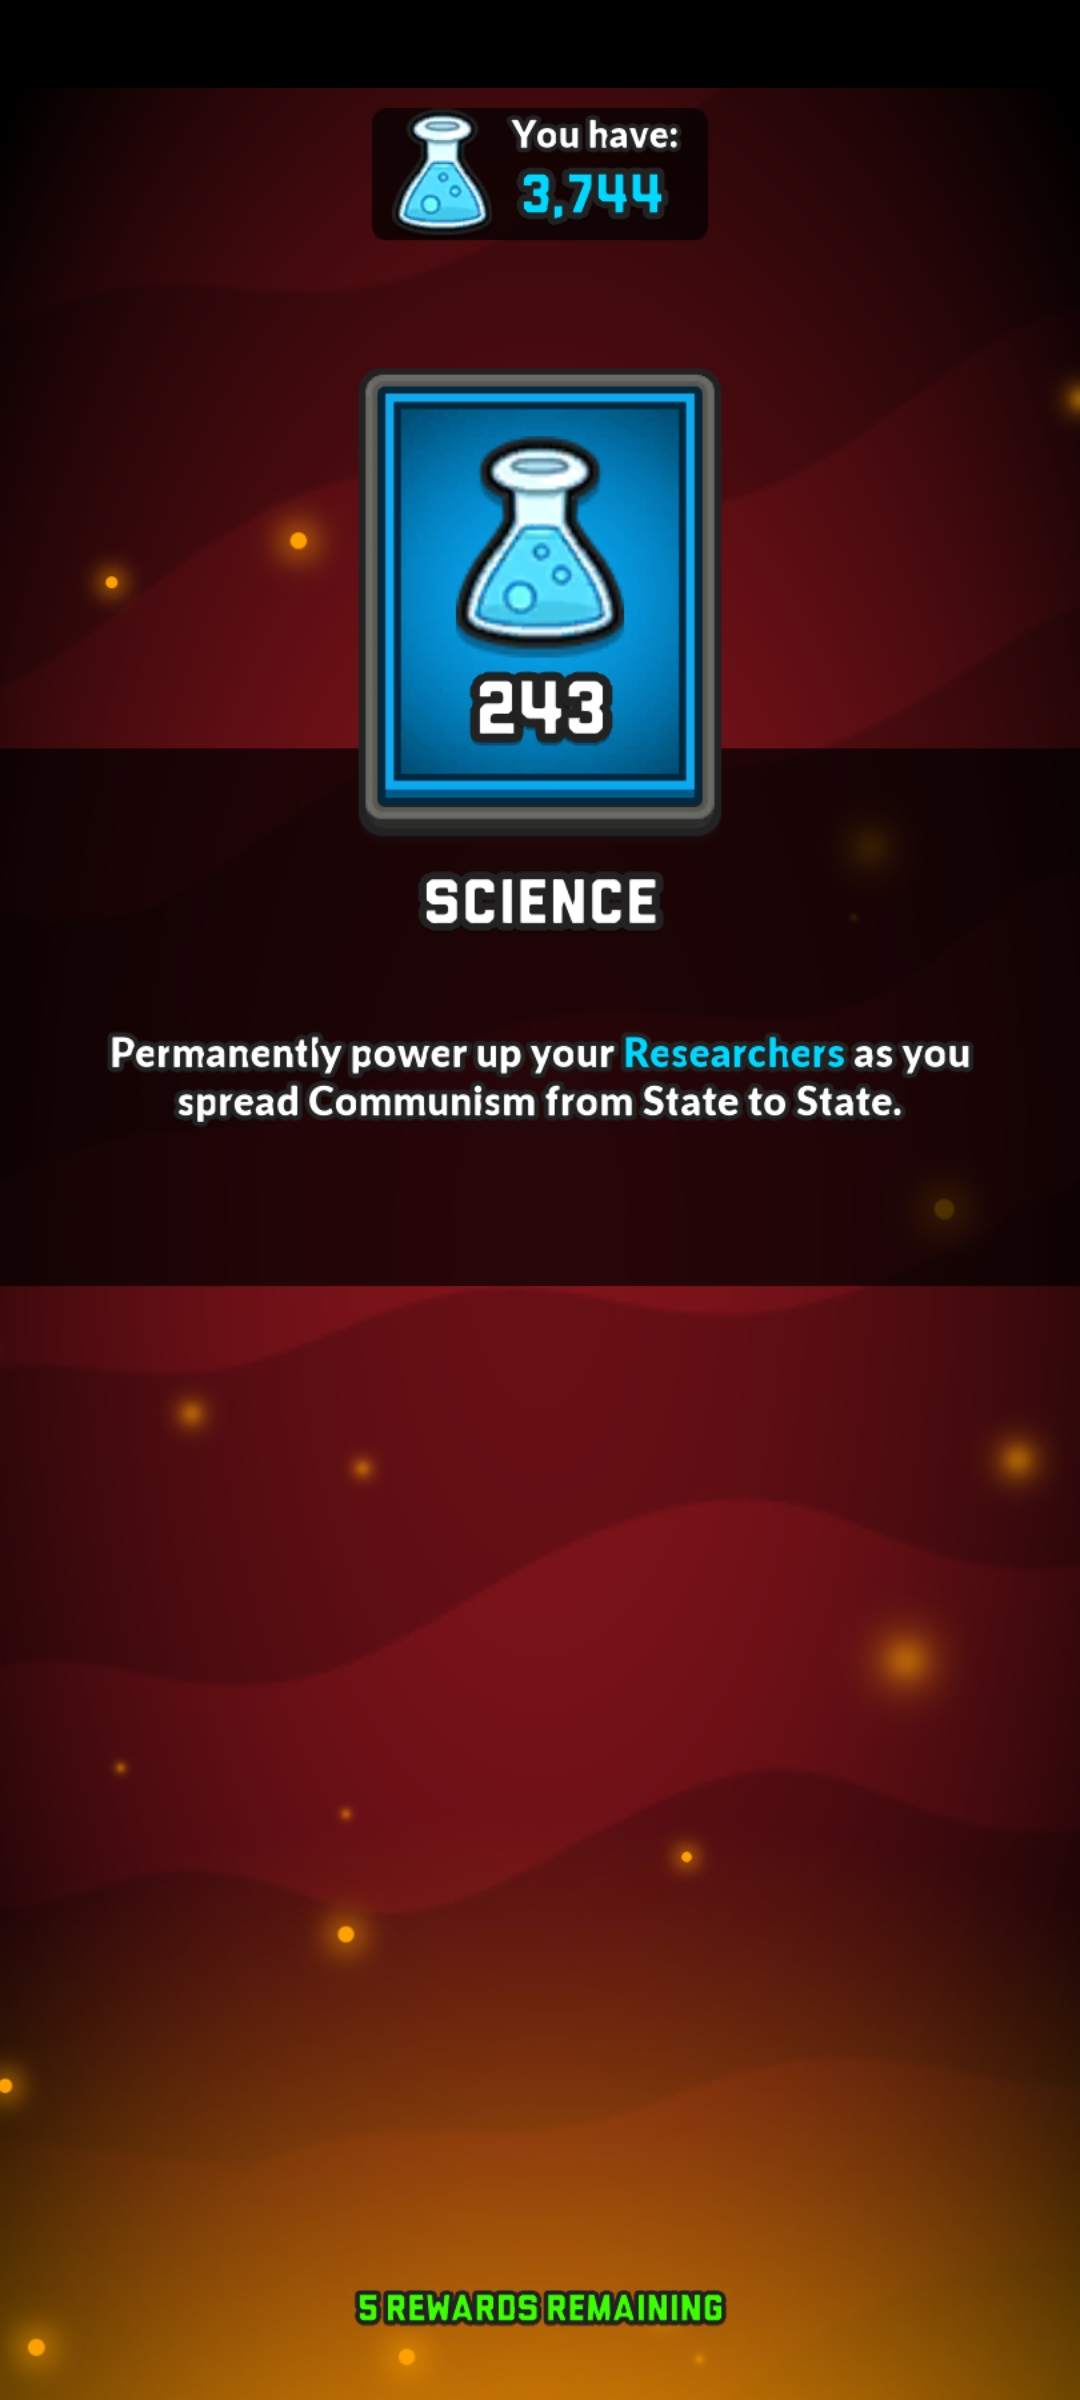 You have:
3,744
243
SCIENCE
Permanently power up your Researchers as you
spread Communism from State to State.
5 REWARDS REMAINING